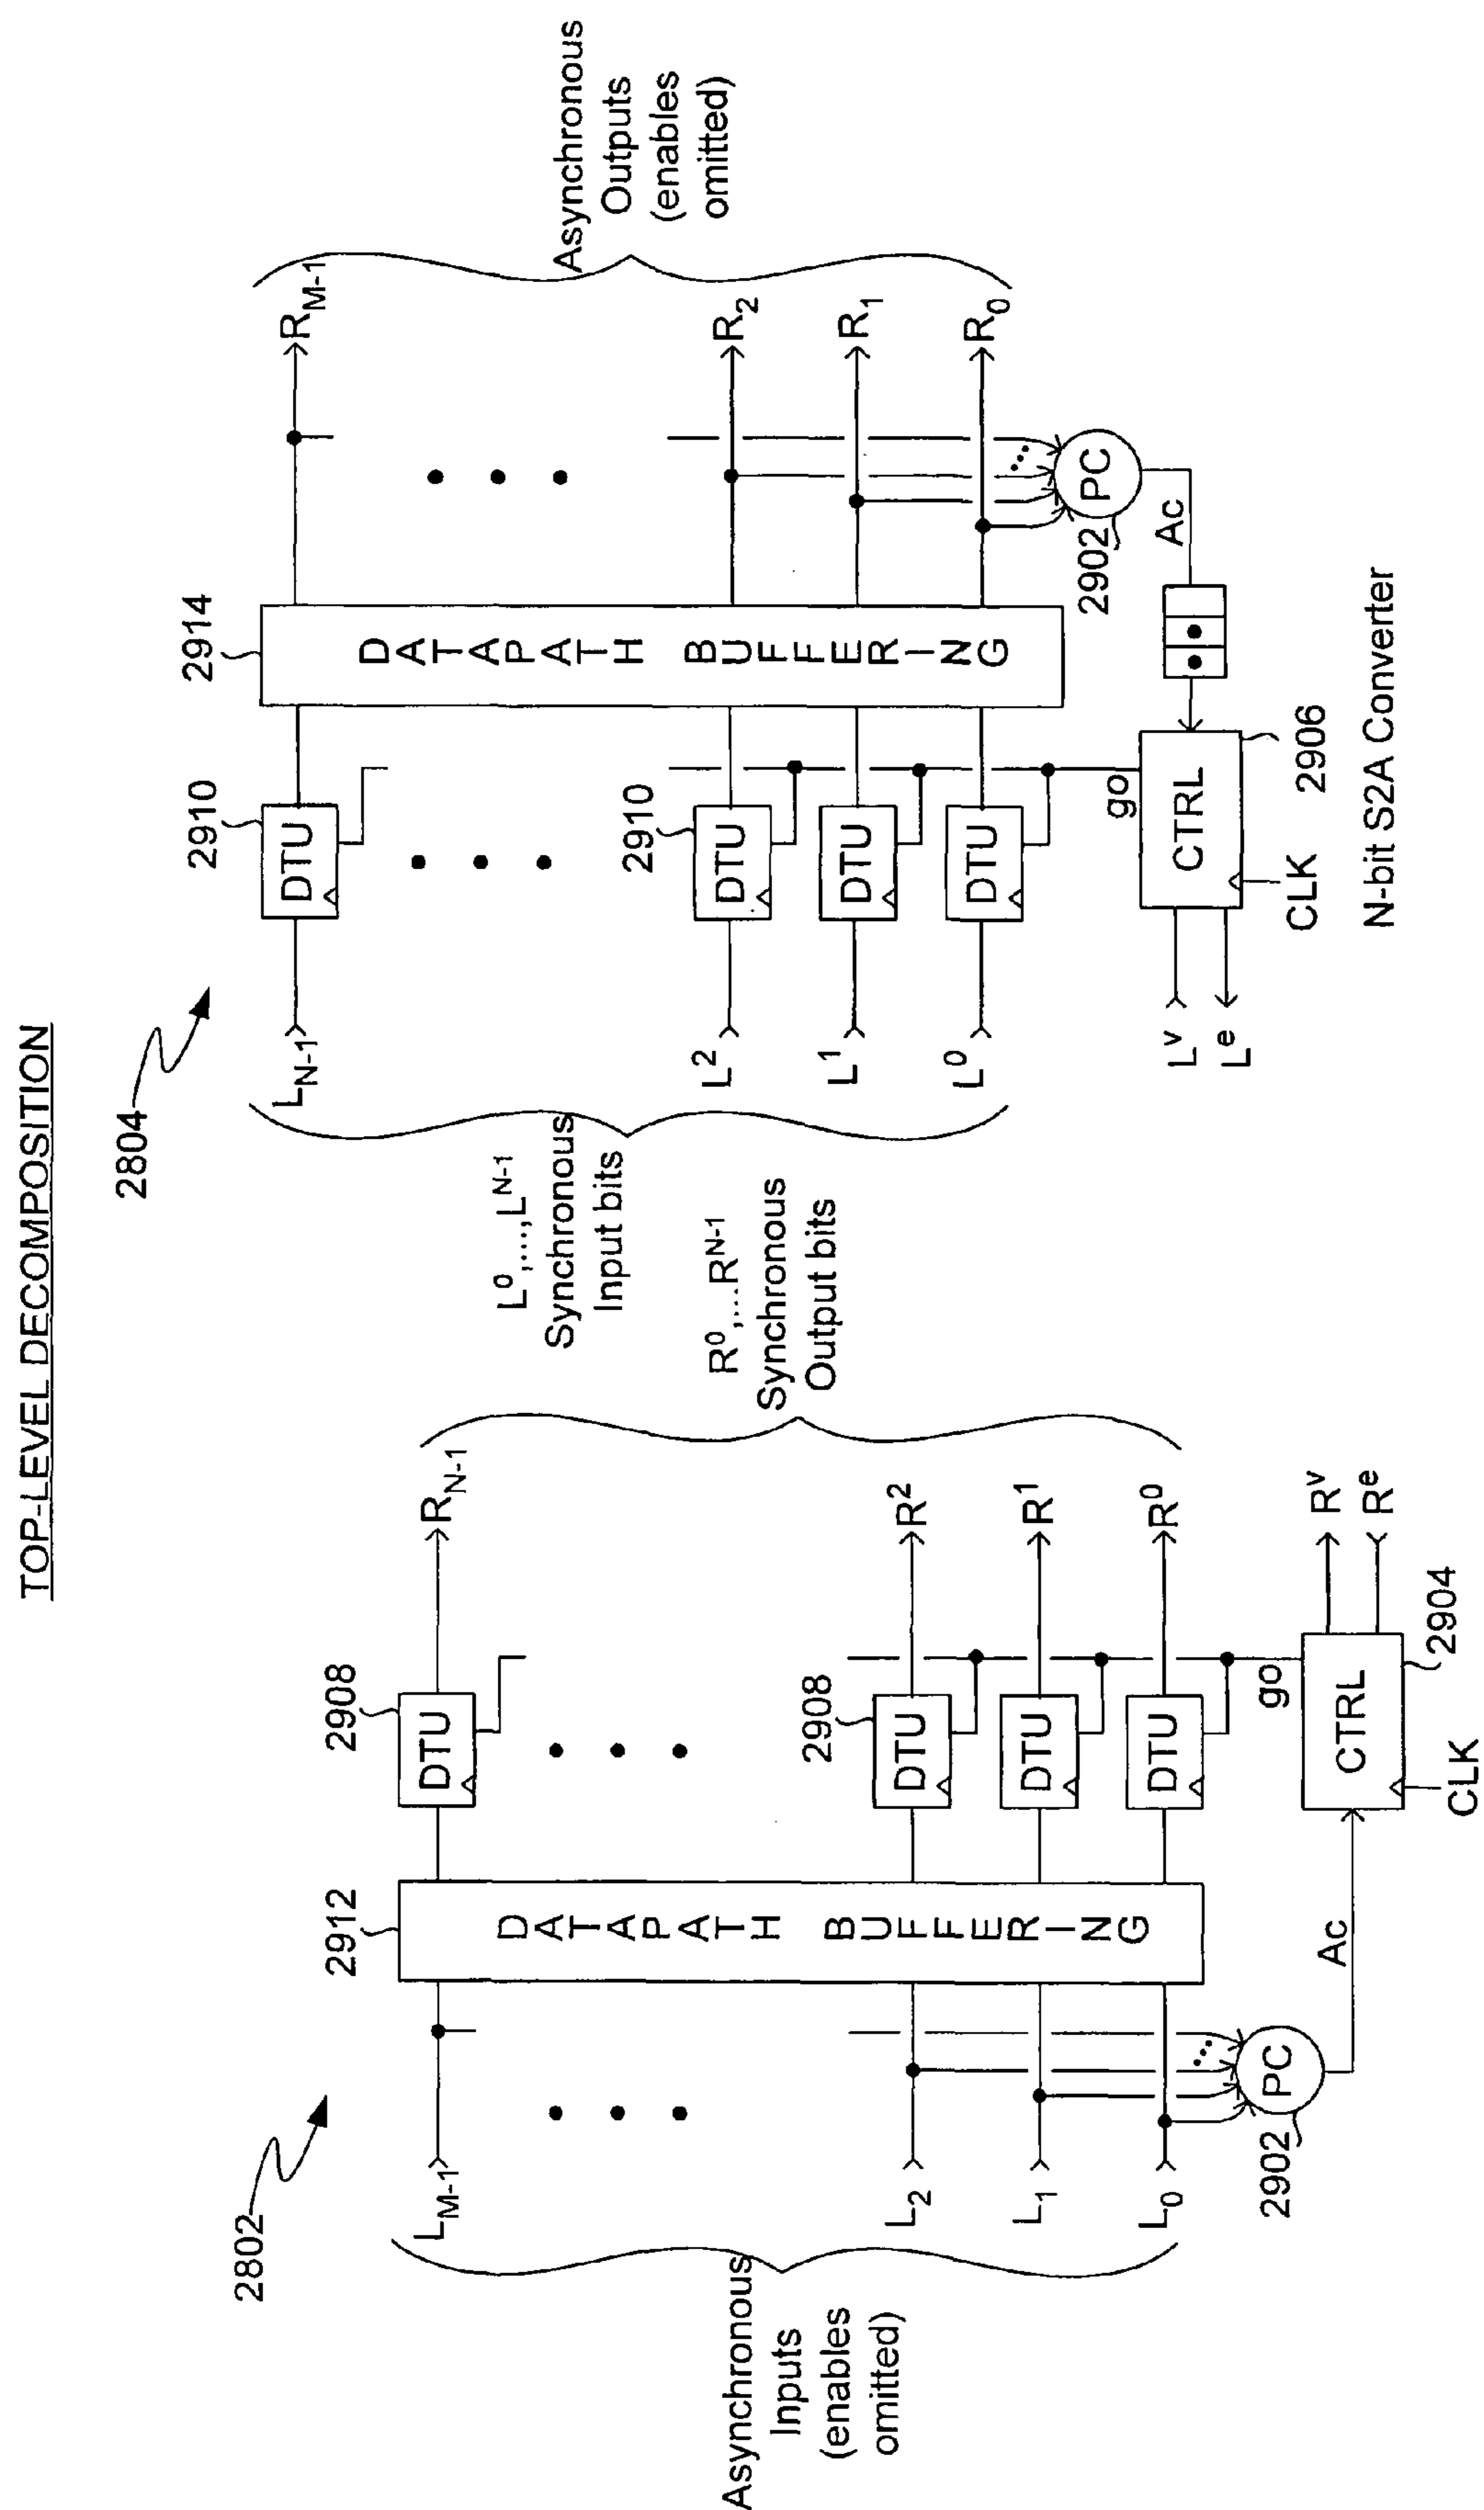 TOP-LEVEL DECOMPOSITION
2802
Asynchronous
Inputs
(enables
omitted)
L_{M-1}
L_2
L_1
L_0
2902
PC
Ac
2912
DATAPATH BUFFERING
2908
DTU
2908
DTU
DTU
DTU
go
CTRL
2904
CLK
R_{N-1}
R^2
R^1
R^0
R^v
R^e
R^0,...R^{N-1}
Synchronous
Output bits
2804
L^0,...,L^{N-1}
Synchronous
Input bits
L_{N-1}
L^2
L^1
L^0
L^v
L^e
2910
DTU
2910
DTU
DTU
DTU
go
CTRL
2906
CLK
2914
DATAPATH BUFFERING
2902
PC
Ac
R_{M-1}
R_2
R_1
R_0
Asynchronous
Outputs
(enables
omitted)
N-bit S2A Converter